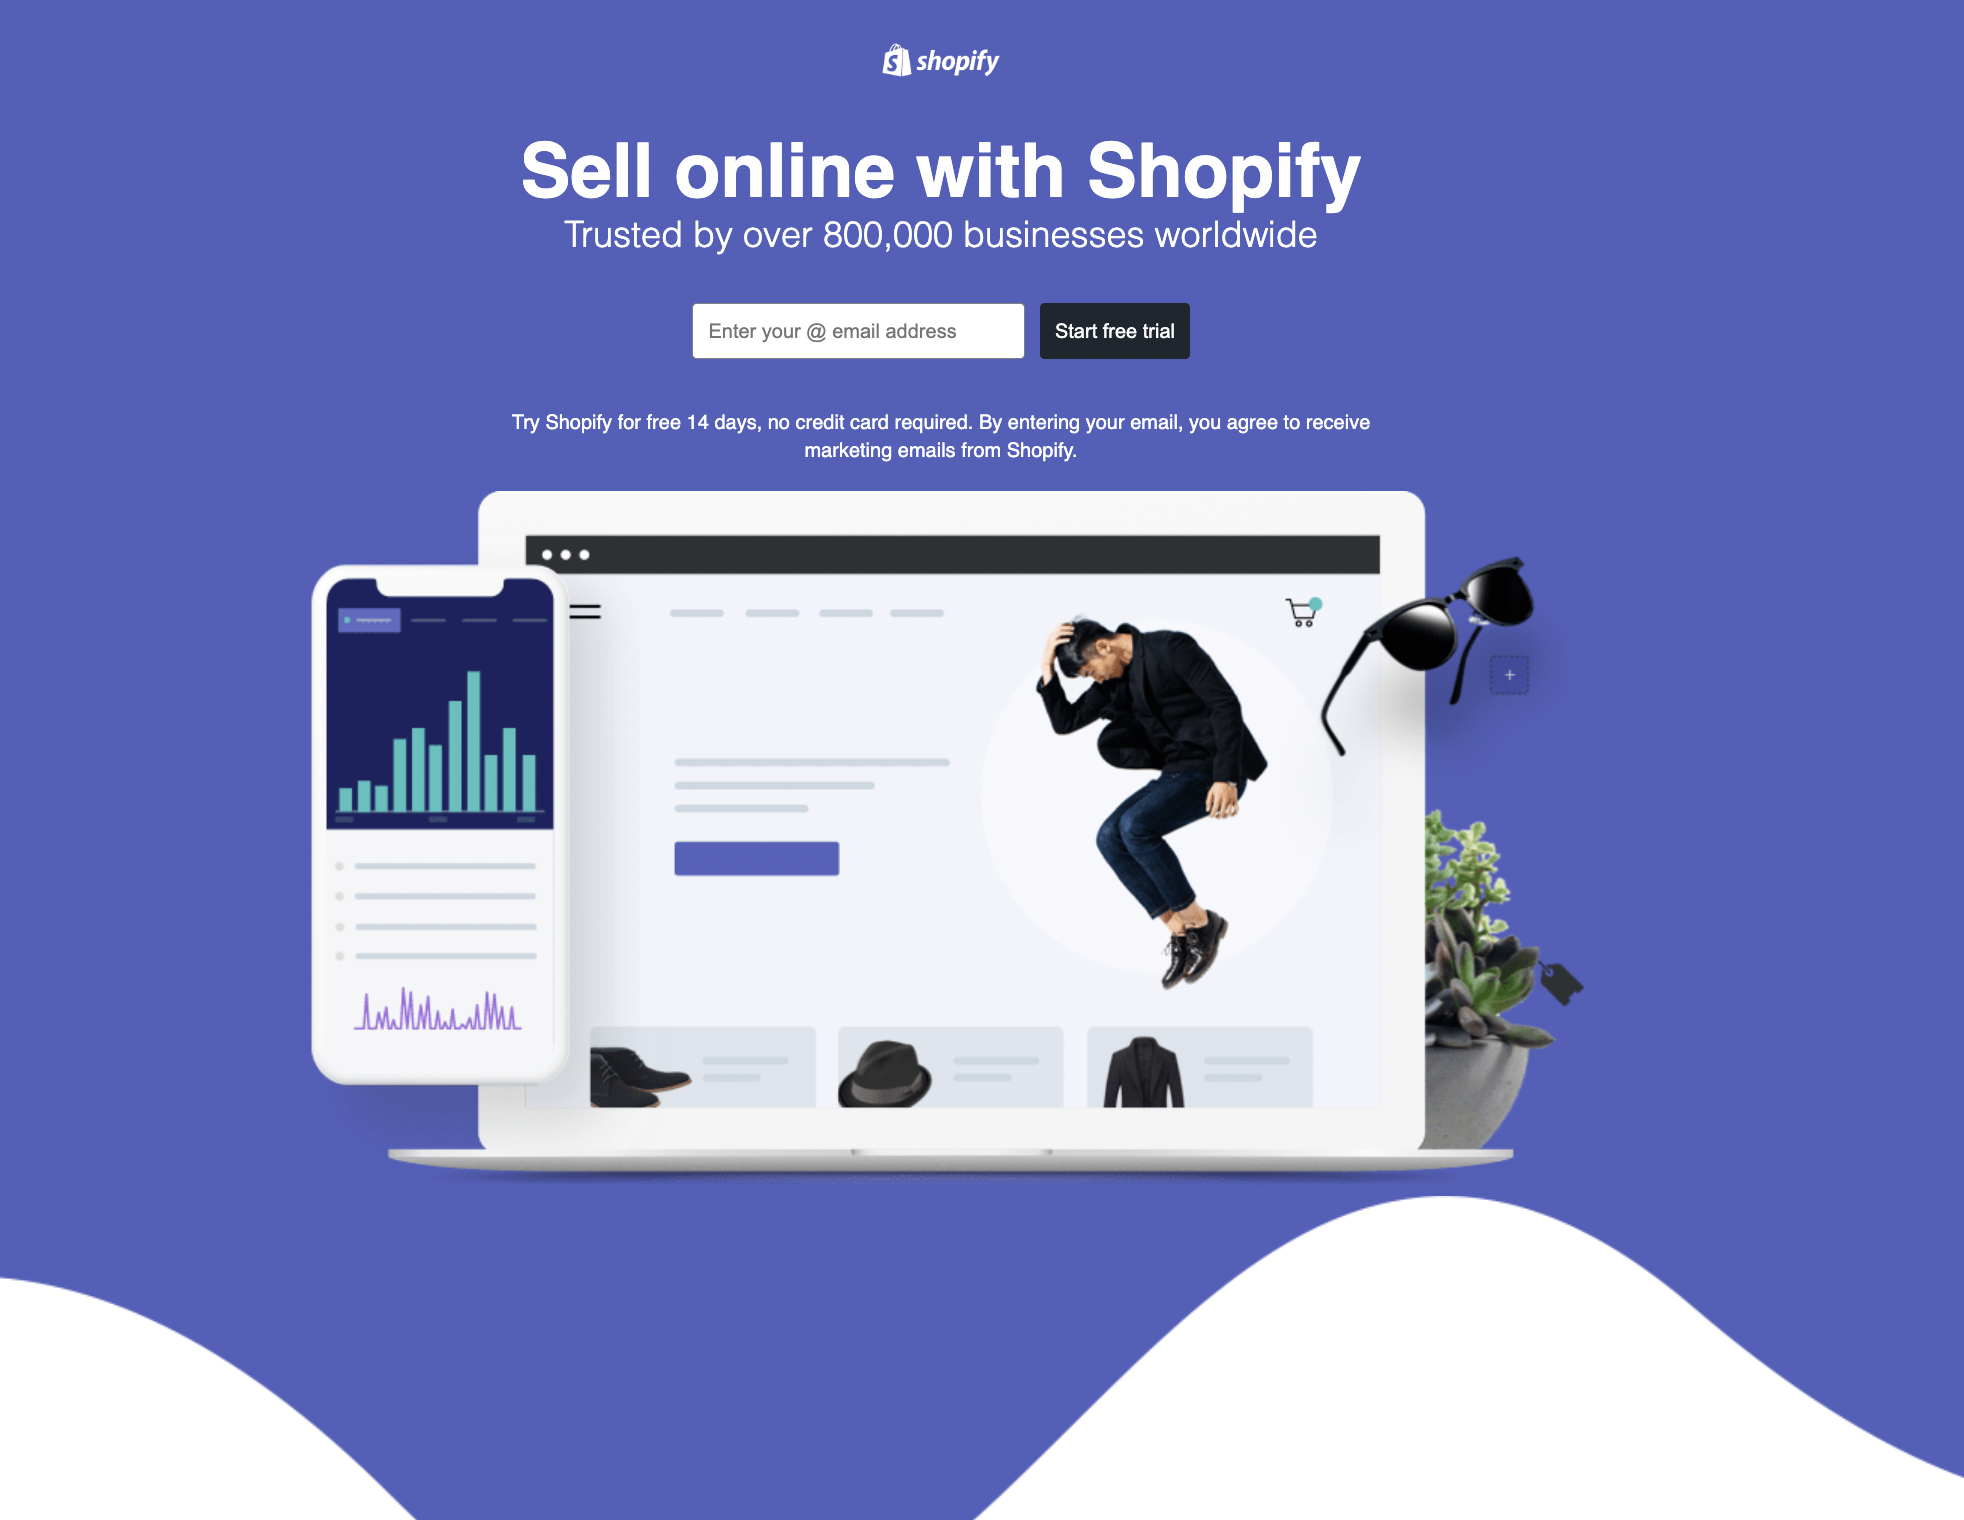 shopify
Sell online with Shopify
Trusted by over 800,000 businesses worldwide
Enter your @ email address
Start free trial
Try Shopify for free 14 days, no credit card required. By entering your email, you agree to receive
marketing emails from Shopify.